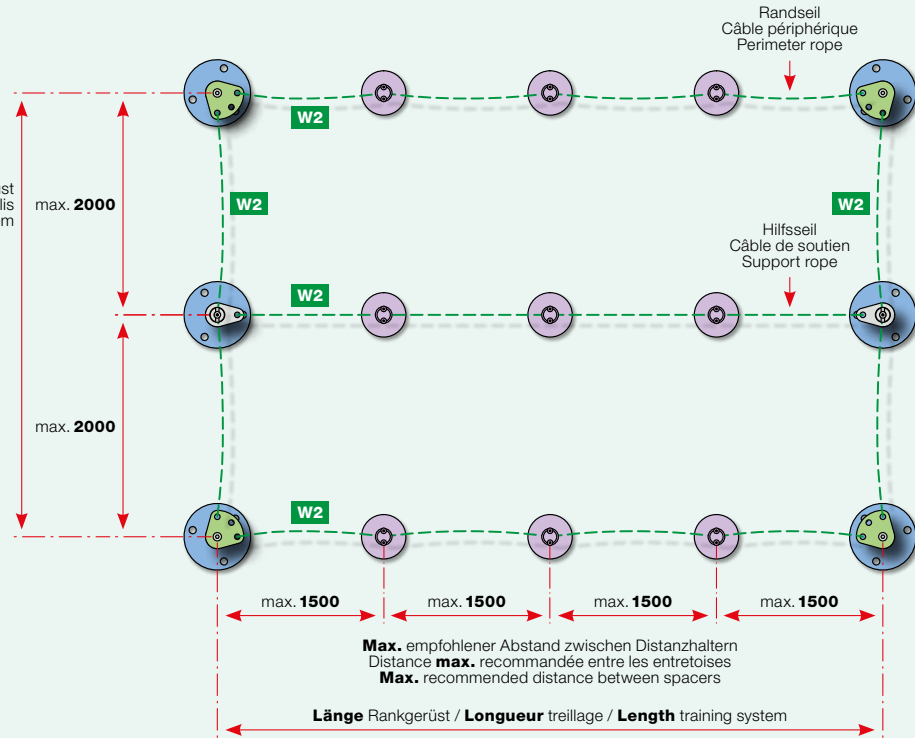 Randseil
Câble périphérique
Perimeter rope
W2
max. 2000
W2
W2
Hilfsseil
Câble de soutien
Support rope
W2
max. 2000
W2
max. 1500
max. 1500
max. 1500
max. 1500
Max. empfohlener Abstand zwischen Distanzhaltern
Distance max. recommandée entre les entretoises
Max. recommended distance between spacers
Länge Rankgerüst / Longueur treillage / Length training system